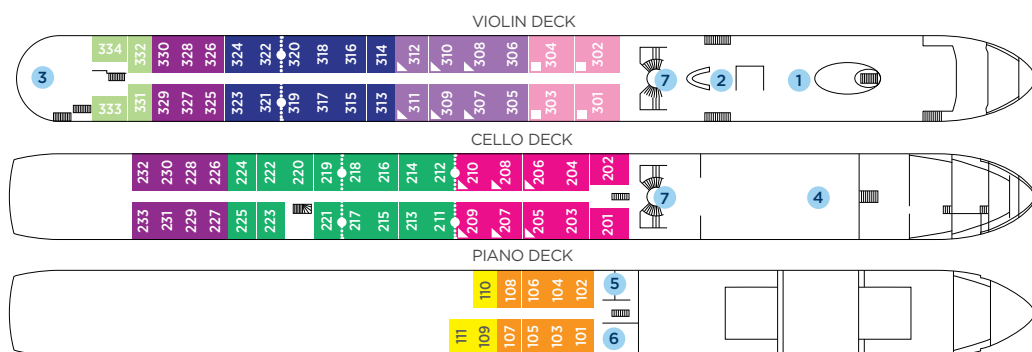 VIOLIN DECK
334 332 330 328 326 324 322 320 318 316 314 312 310 308 306 304 302
3 7 2 1
333 331 329 327 325 323 321 319 317 315 313 311 309 307 305 303 301
CELLO DECK
232 230 228 226 224 222 220 219 218 216 214 212 210 208 206 204 202
7 4
233 231 229 227 225 223 221 217 215 213 211 209 207 205 203 201
PIANO DECK
110 108 106 104 102 5
111 109 107 105 103 101 6